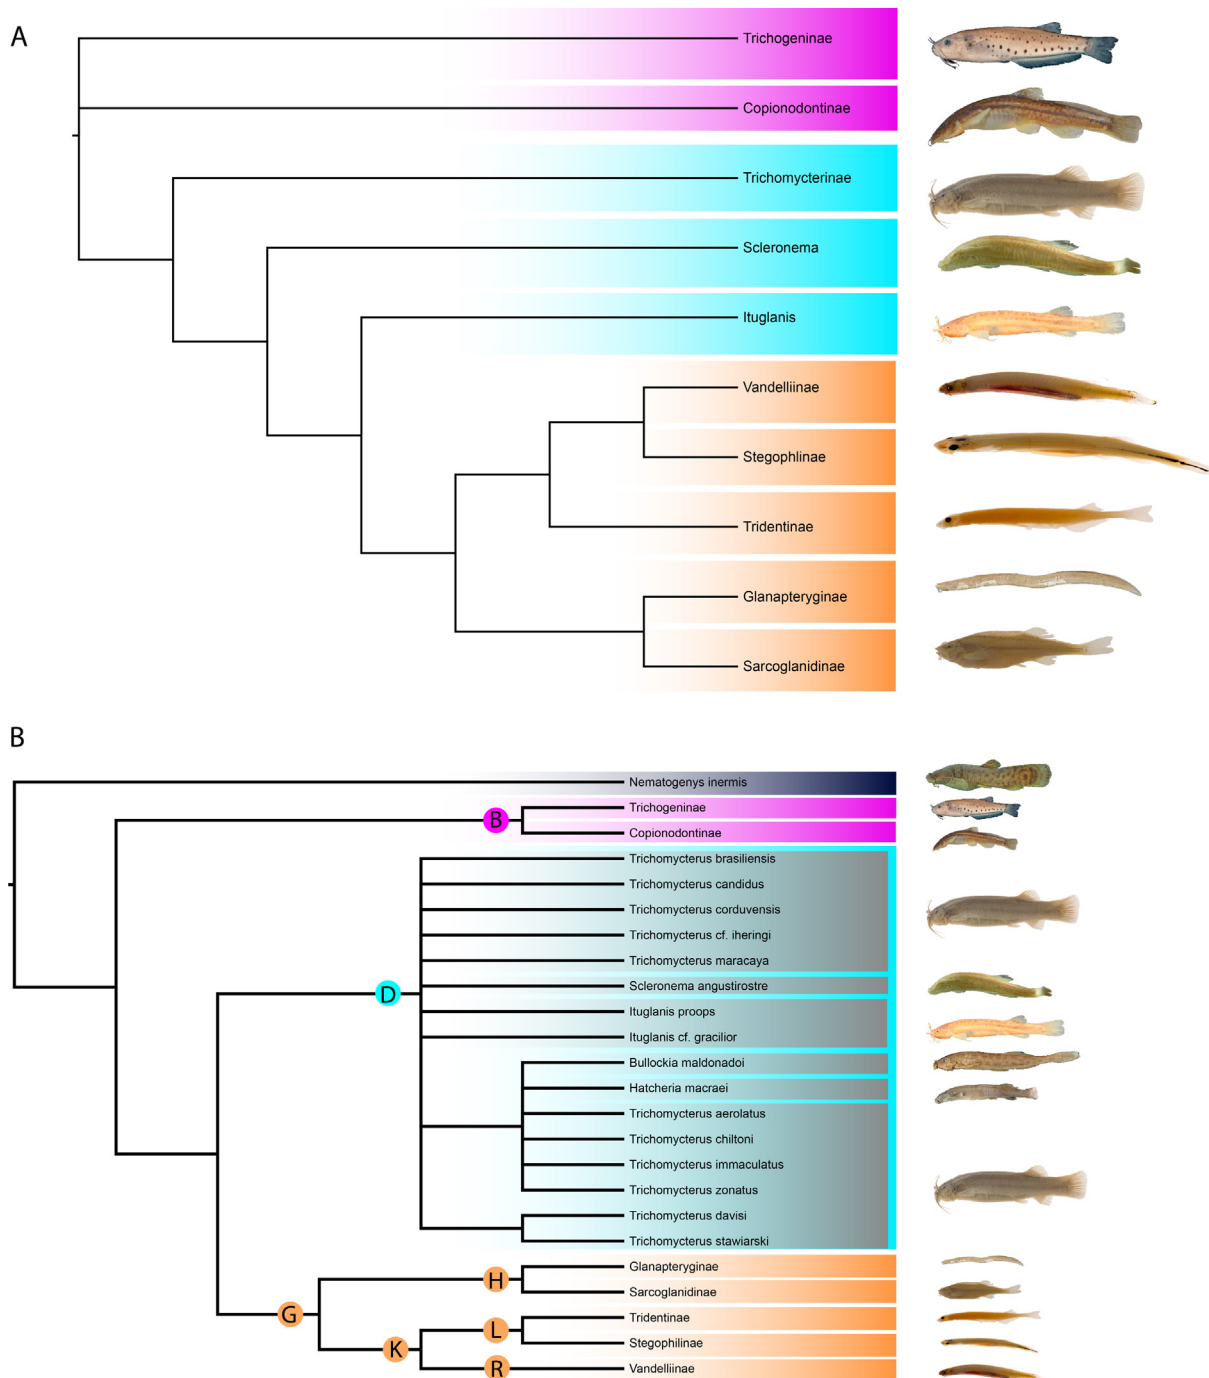 A
Trichogeninae
Copionodontinae
Trichomycterinae
Scleronema
Ituglanis
Vandelliinae
Stegophlinae
Tridentinae
Glanapteryginae
Sarcoglanidinae
B
Nematogenys inermis
B
Trichogeninae
Copionodontinae
Trichomycterus brasiliensis
Trichomycterus candidus
Trichomycterus corduvensis
Trichomycterus cf. iheringi
Trichomycterus maracaya
D
Scleronema angustirostre
Ituglanis proops
Ituglanis cf. gracilior
Bullockia maldonadoi
Hatcheria macraei
Trichomycterus aerolatus
Trichomycterus chiltoni
Trichomycterus immaculatus
Trichomycterus zonatus
Trichomycterus davisi
Trichomycterus stawiarski
Glanapteryginae
H
Sarcoglanidinae
G
Tridentinae
L
Stegophilinae
K
R
Vandelliinae